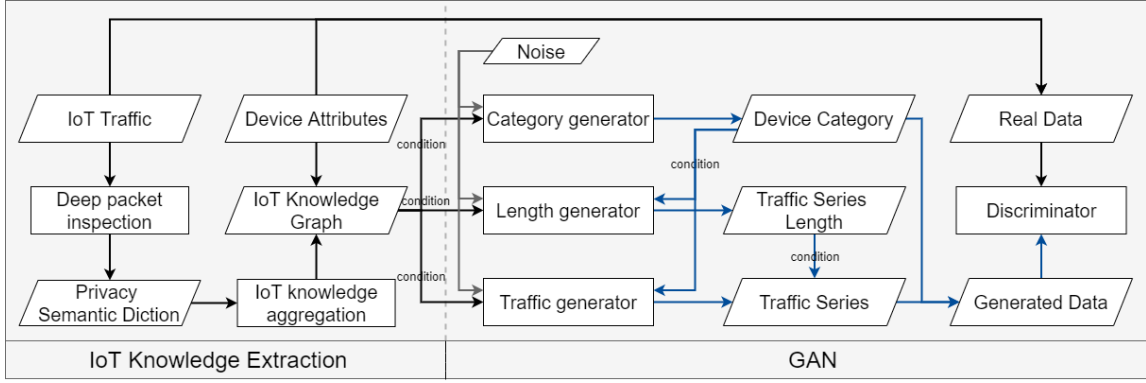 Noise
IoT Traffic
Device Attributes
Category generator
Device Category
Real Data
condition
condition
Deep packet
inspection
IoT Knowledge
Graph
condition
Length generator
Traffic Series
Length
Discriminator
condition
condition
Privacy
Semantic Diction
IoT knowledge
aggregation
Traffic generator
Traffic Series
Generated Data
IoT Knowledge Extraction
GAN